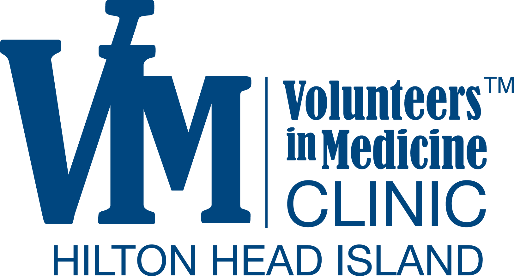 VIM
Volunteers™
in Medicine
CLINIC
HILTON HEAD ISLAND